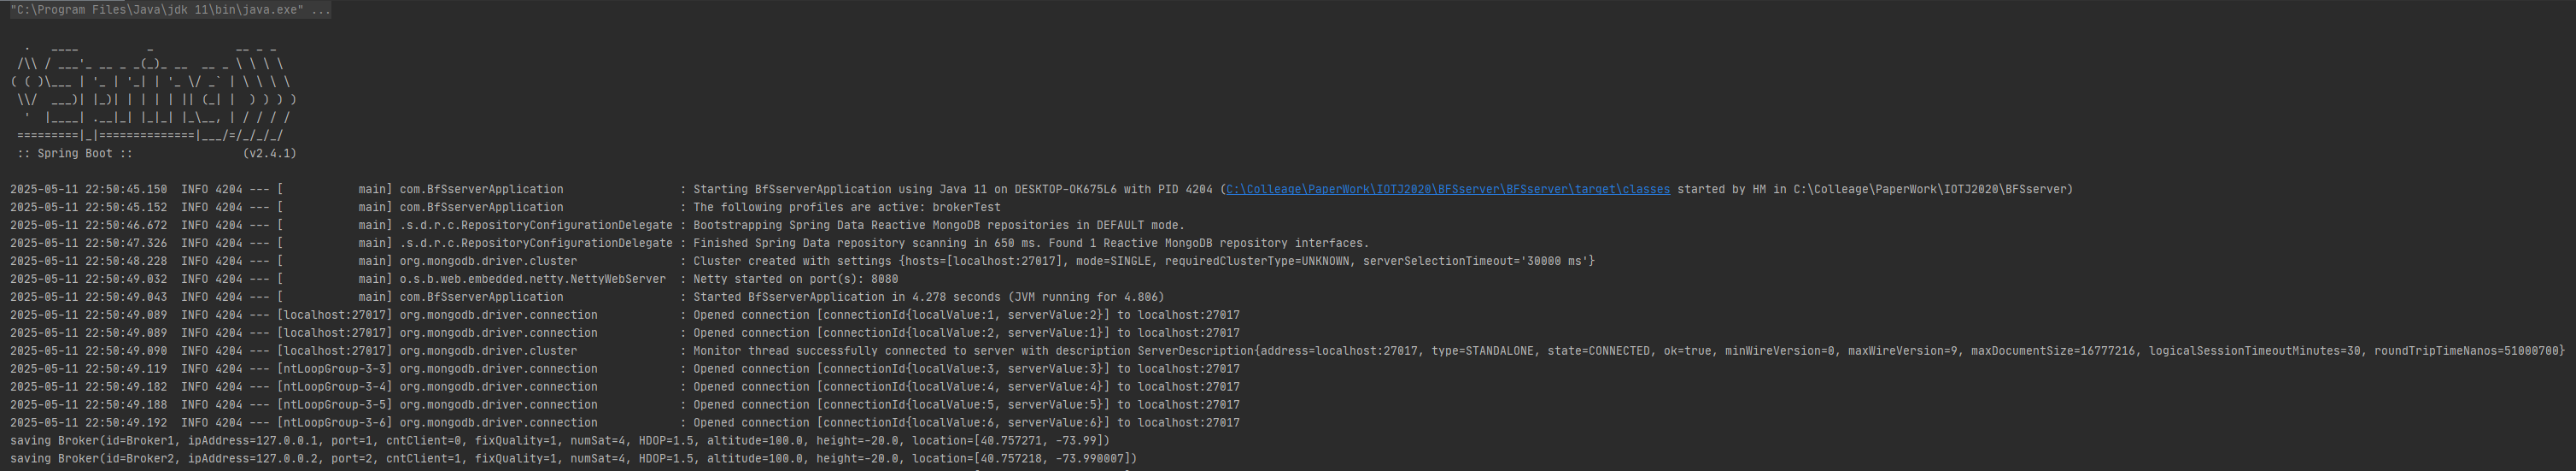 "C:\Program Files\Java\jdk 11\bin\java.exe" ...
  .   ____          _            __ _ _
 /\\ / ___'_ __ _ _(_)_ __  __ _ \ \ \ \
( ( )\___ | '_ | '_| | '_ \/ _` | \ \ \ \
 \\/  ___)| |_)| | | | | || (_| |  ) ) ) )
  '  |____| .__|_| |_|_| |_\__, | / / / /
 =========|_|==============|___/=/_/_/_/
 :: Spring Boot ::                (v2.4.1)
2025-05-11 22:50:45.150  INFO 4204 --- [           main] com.BfSserverApplication                 : Starting BfSserverApplication using Java 11 on DESKTOP-OK675L6 with PID 4204 (C:\Colleage\PaperWork\IOTJ2020\BFSserver\BFSserver\target\classes started by HM in C:\Colleage\PaperWork\IOTJ2020\BFSserver)
2025-05-11 22:50:45.152  INFO 4204 --- [           main] com.BfSserverApplication                 : The following profiles are active: brokerTest
2025-05-11 22:50:46.672  INFO 4204 --- [           main] .s.d.r.c.RepositoryConfigurationDelegate : Bootstrapping Spring Data Reactive MongoDB repositories in DEFAULT mode.
2025-05-11 22:50:47.326  INFO 4204 --- [           main] .s.d.r.c.RepositoryConfigurationDelegate : Finished Spring Data repository scanning in 650 ms. Found 1 Reactive MongoDB repository interfaces.
2025-05-11 22:50:48.228  INFO 4204 --- [           main] org.mongodb.driver.cluster               : Cluster created with settings {hosts=[localhost:27017], mode=SINGLE, requiredClusterType=UNKNOWN, serverSelectionTimeout='30000 ms'}
2025-05-11 22:50:49.032  INFO 4204 --- [           main] o.s.b.web.embedded.netty.NettyWebServer  : Netty started on port(s): 8080
2025-05-11 22:50:49.043  INFO 4204 --- [           main] com.BfSserverApplication                 : Started BfSserverApplication in 4.278 seconds (JVM running for 4.806)
2025-05-11 22:50:49.089  INFO 4204 --- [localhost:27017] org.mongodb.driver.connection            : Opened connection [connectionId{localValue:1, serverValue:2}] to localhost:27017
2025-05-11 22:50:49.089  INFO 4204 --- [localhost:27017] org.mongodb.driver.connection            : Opened connection [connectionId{localValue:2, serverValue:1}] to localhost:27017
2025-05-11 22:50:49.090  INFO 4204 --- [localhost:27017] org.mongodb.driver.cluster               : Monitor thread successfully connected to server with description ServerDescription{address=localhost:27017, type=STANDALONE, state=CONNECTED, ok=true, minWireVersion=0, maxWireVersion=9, maxDocumentSize=16777216, logicalSessionTimeoutMinutes=30, roundTripTimeNanos=51000700}
2025-05-11 22:50:49.119  INFO 4204 --- [ntLoopGroup-3-3] org.mongodb.driver.connection            : Opened connection [connectionId{localValue:3, serverValue:3}] to localhost:27017
2025-05-11 22:50:49.182  INFO 4204 --- [ntLoopGroup-3-4] org.mongodb.driver.connection            : Opened connection [connectionId{localValue:4, serverValue:4}] to localhost:27017
2025-05-11 22:50:49.188  INFO 4204 --- [ntLoopGroup-3-5] org.mongodb.driver.connection            : Opened connection [connectionId{localValue:5, serverValue:5}] to localhost:27017
2025-05-11 22:50:49.192  INFO 4204 --- [ntLoopGroup-3-6] org.mongodb.driver.connection            : Opened connection [connectionId{localValue:6, serverValue:6}] to localhost:27017
saving Broker(id=Broker1, ipAddress=127.0.0.1, port=1, cntClient=0, fixQuality=1, numSat=4, HDOP=1.5, altitude=100.0, height=-20.0, location=[40.757271, -73.99])
saving Broker(id=Broker2, ipAddress=127.0.0.2, port=2, cntClient=1, fixQuality=1, numSat=4, HDOP=1.5, altitude=100.0, height=-20.0, location=[40.757218, -73.990007])